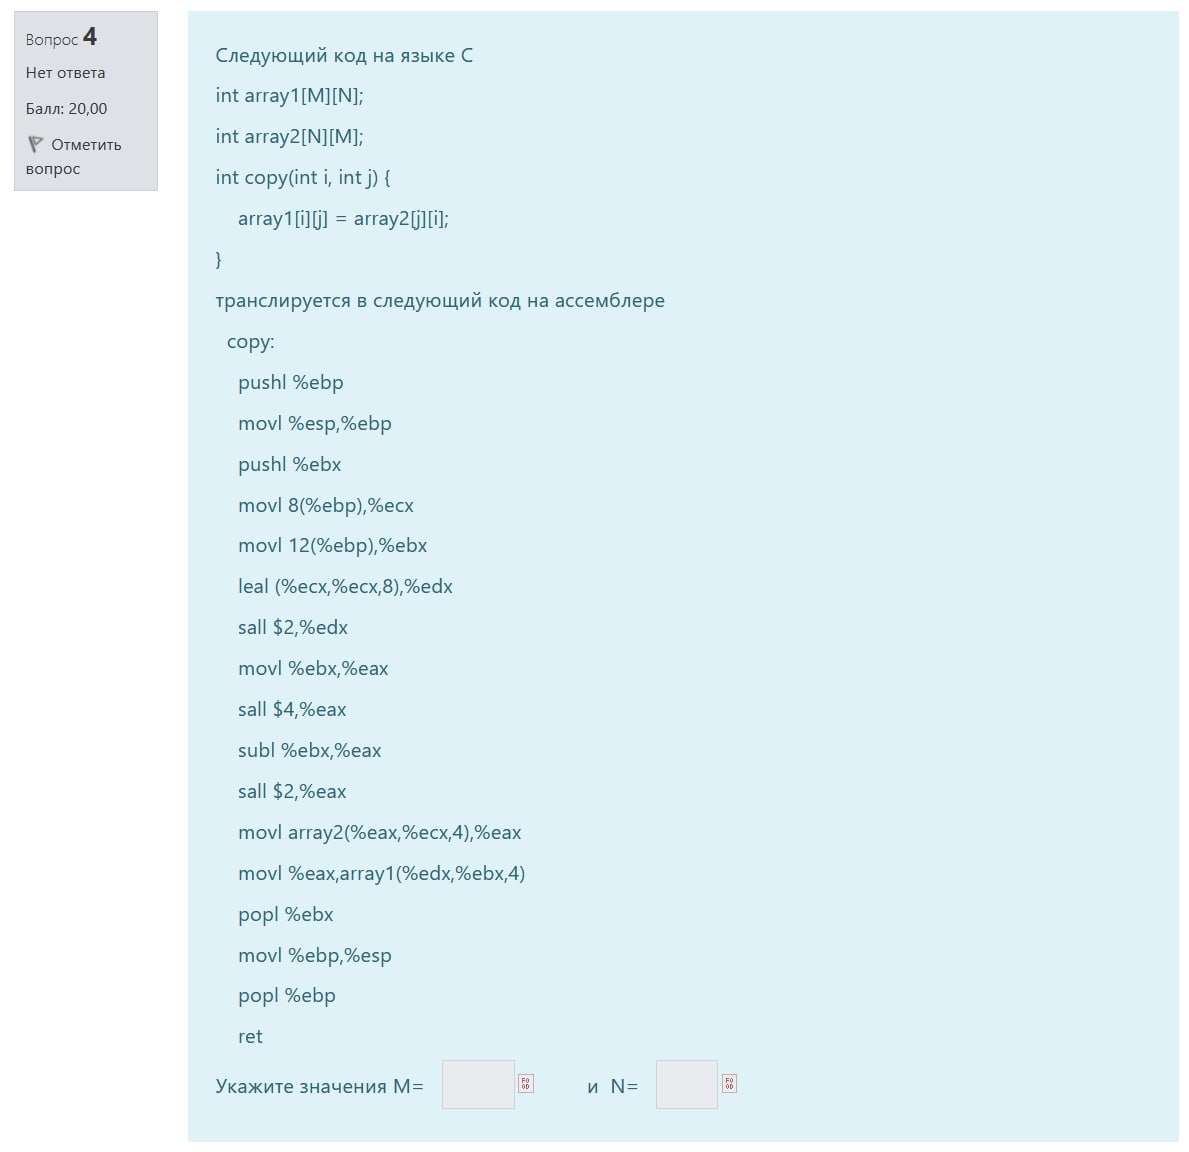 Вопрос 4
Нет ответа
Балл: 20,00
Отметить
вопрос
Следующий код на языке C
int array1[M][N];
int array2[N][M];
int copy(int i, int j) {
array1[i][j] = array2[j][i];
}
транслируется в следующий код на ассемблере
copy:
pushl %ebp
movl %esp,%ebp
pushl %ebx
movl 8(%ebp),%ecx
movl 12(%ebp),%ebx
leal (%ecx,%ecx,8),%edx
sall $2,%edx
movl %ebx,%eax
sall $4,%eax
subl %ebx,%eax
sall $2,%eax
movl array2(%eax,%ecx,4),%eax
movl %eax,array1(%edx,%ebx,4)
popl %ebx
movl %ebp,%esp
popl %ebp
ret
Укажите значения M= и N=